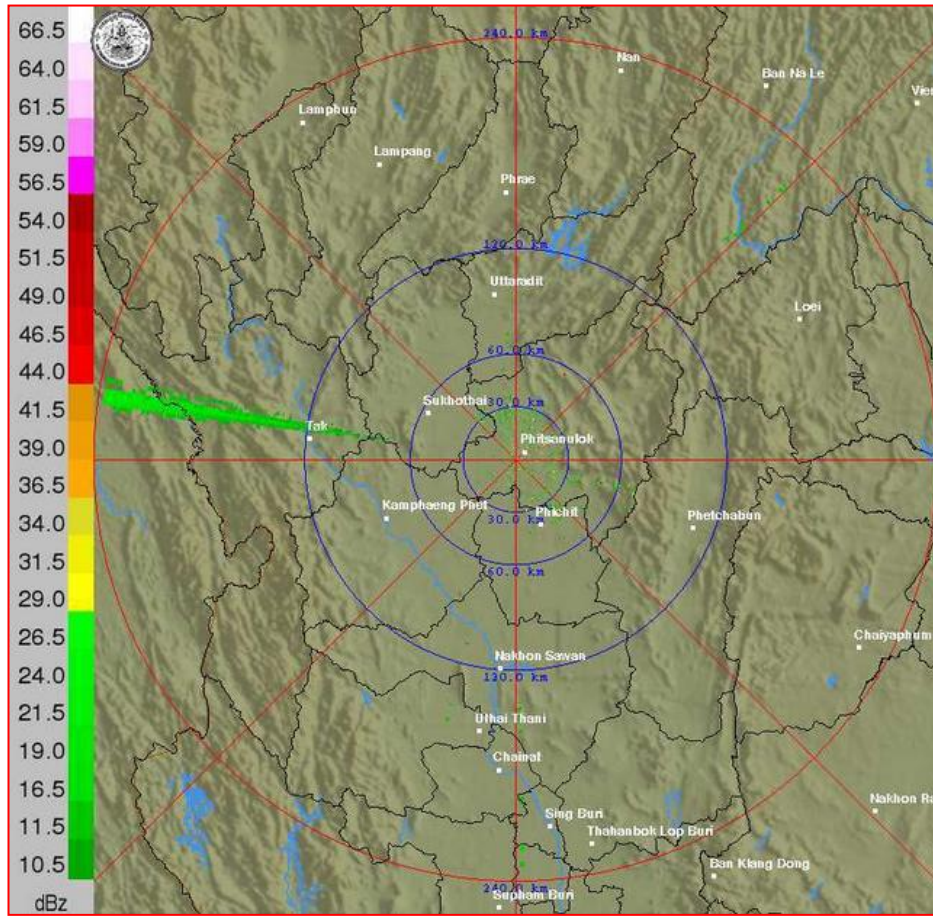 66.5
64.0
61.5
59.0
56.5
54.0
51.5
49.0
46.5
44.0
41.5
39.0
36.5
34.0
31.5
29.0
26.5
24.0
21.5
19.0
16.5
11.5
10.5
dBz
240.0 km
Nan
Ban Na Le
Lamphun
Lampang
Phrae
120.0 km
Uttaradit
Loei
60.0 km
30.0 km
Sukhothai
Tak
Phitsanulok
Kamphaeng Phet
30.0 km
Phichit
Phetchabun
60.0 km
Chaiyaphum
Nakhon Sawan
120.0 km
Uthai Thani
Chainat
Nakhon Ra
Sing Buri
Thahanbok Lop Buri
Ban Klang Dong
240.0 km
Supham Buri